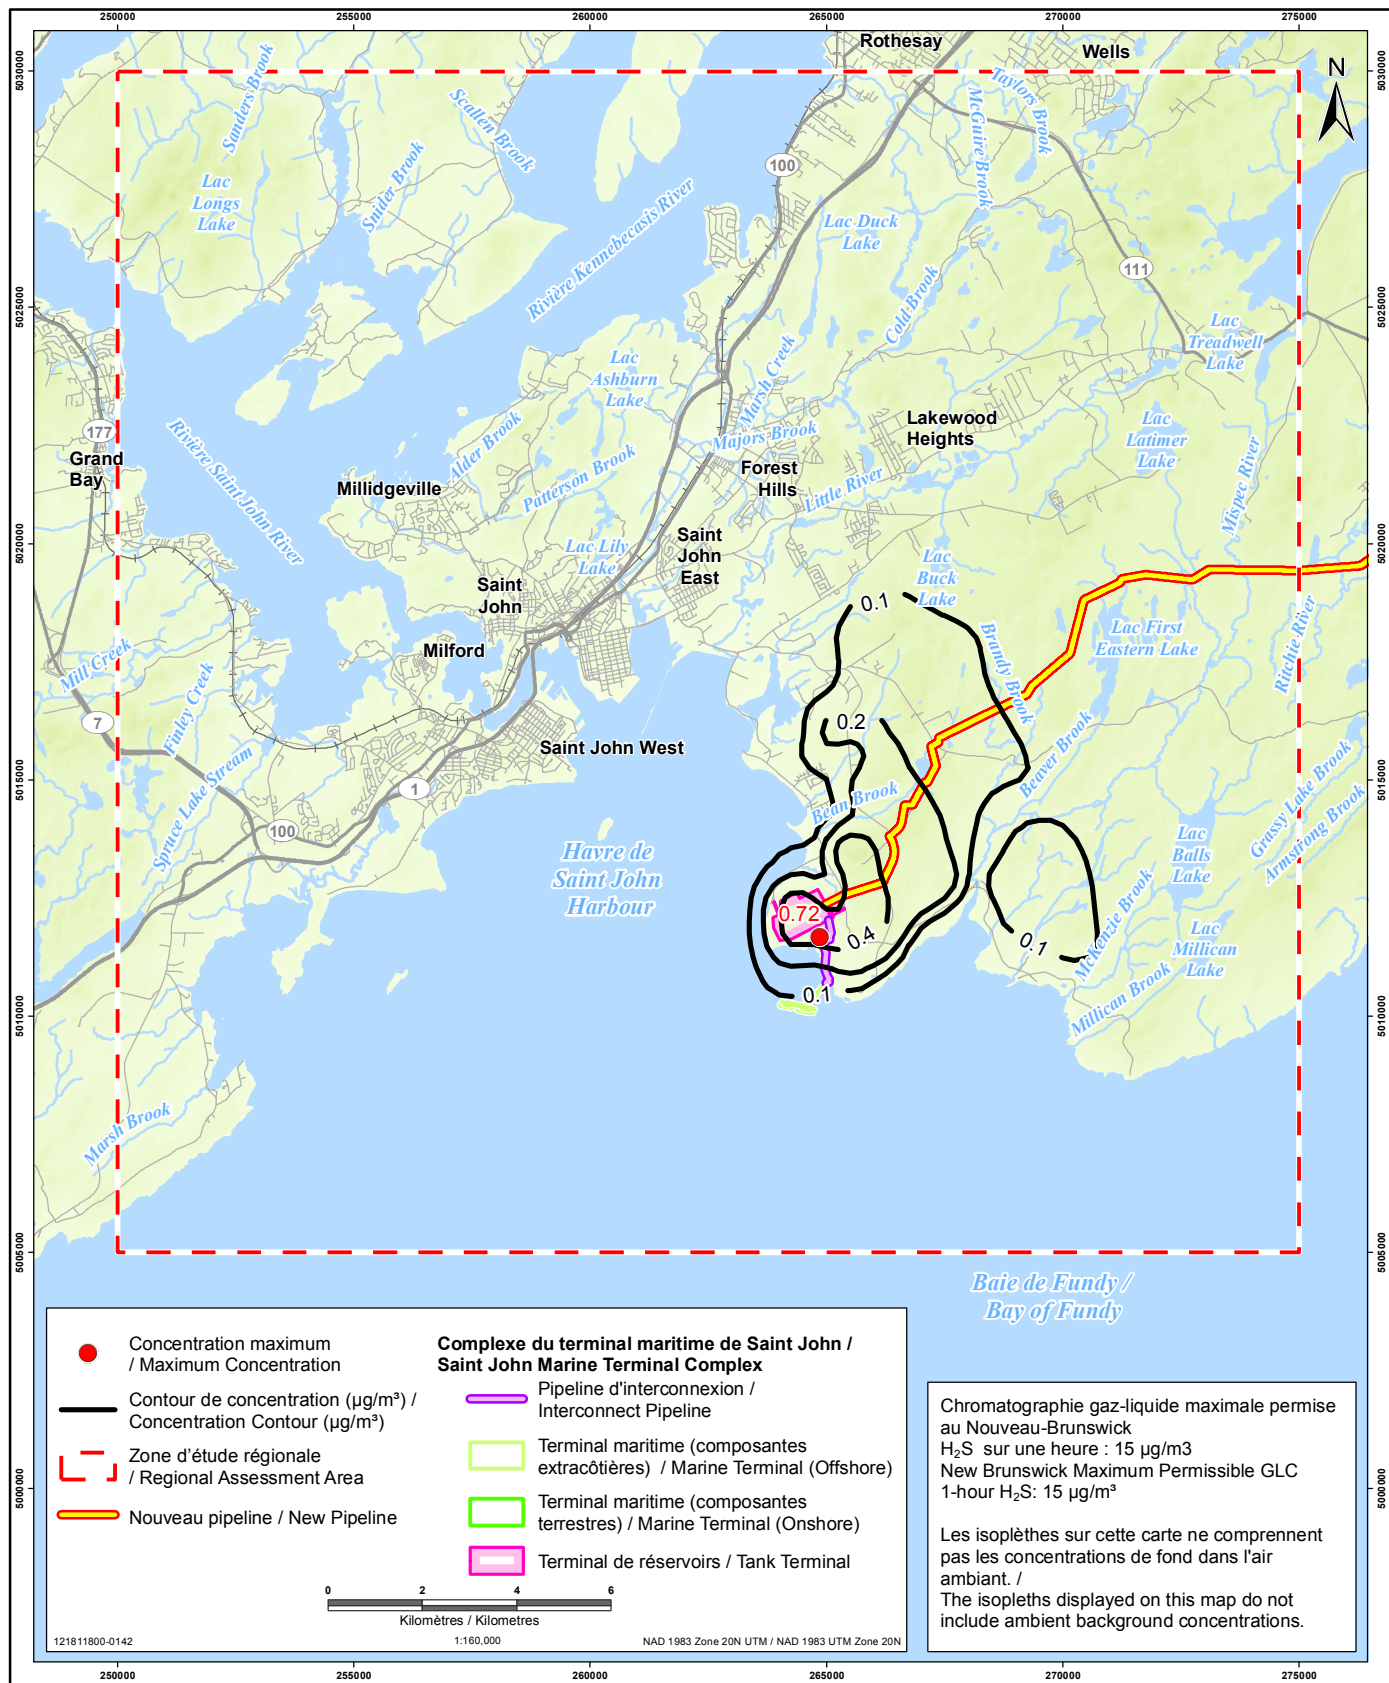 250000
255000
260000
265000
270000
275000
5030000
5025000
5020000
5015000
5010000
5005000
5000000
5030000
5025000
5020000
5015000
5010000
5005000
5000000
Rothesay
Wells
N
Sanders Brook
Scallen Brook
Snider Brook
Taylors Brook
McGuire Brook
100
Lac
Longs
Lake
Rivière Kennebecasis River
Lac Duck
Lake
111
Cold Brook
Lac
Treadwell
Lake
Lac
Ashburn
Lake
Marsh Creek
177
Grand
Bay
Rivière Saint John River
Alder Brook
Majors Brook
Lakewood
Heights
Lac
Latimer
Lake
Millidgeville
Patterson Brook
Forest
Hills
Little River
Mispec River
Lac Lily
Lake
Saint
John
East
Lac
Buck
Lake
Saint
John
0.1
Milford
Brandy Brook
Lac First
Eastern Lake
Ritchie River
Mill Creek
Finley Creek
7
0.2
Saint John West
Beaver Brook
Spruce Lake Stream
1
Bean Brook
Grassy Lake Brook
Armstrong Brook
100
Havre de
Saint John
Harbour
Lac
Balls
Lake
0.72
0.4
0.1
McKenzie Brook
Lac
Millican
Lake
0.1
Millican Brook
Marsh Brook
Baie de Fundy /
Bay of Fundy
Concentration maximum
/ Maximum Concentration
Contour de concentration (µg/m³) /
Concentration Contour (µg/m³)
Zone d'étude régionale
/ Regional Assessment Area
Nouveau pipeline / New Pipeline
Complexe du terminal maritime de Saint John /
Saint John Marine Terminal Complex
Pipeline d'interconnexion /
Interconnect Pipeline
Terminal maritime (composantes
extracôtières) / Marine Terminal (Offshore)
Terminal maritime (composantes
terrestres) / Marine Terminal (Onshore)
Terminal de réservoirs / Tank Terminal
0 2 4 6
Kilomètres / Kilometres
121811800-0142
1:160,000
NAD 1983 Zone 20N UTM / NAD 1983 UTM Zone 20N
Chromatographie gaz-liquide maximale permise
au Nouveau-Brunswick
H₂S sur une heure : 15 µg/m3
New Brunswick Maximum Permissible GLC
1-hour H₂S: 15 µg/m³
Les isoplèthes sur cette carte ne comprennent
pas les concentrations de fond dans l'air
ambiant. /
The isopleths displayed on this map do not
include ambient background concentrations.
250000
255000
260000
265000
270000
275000